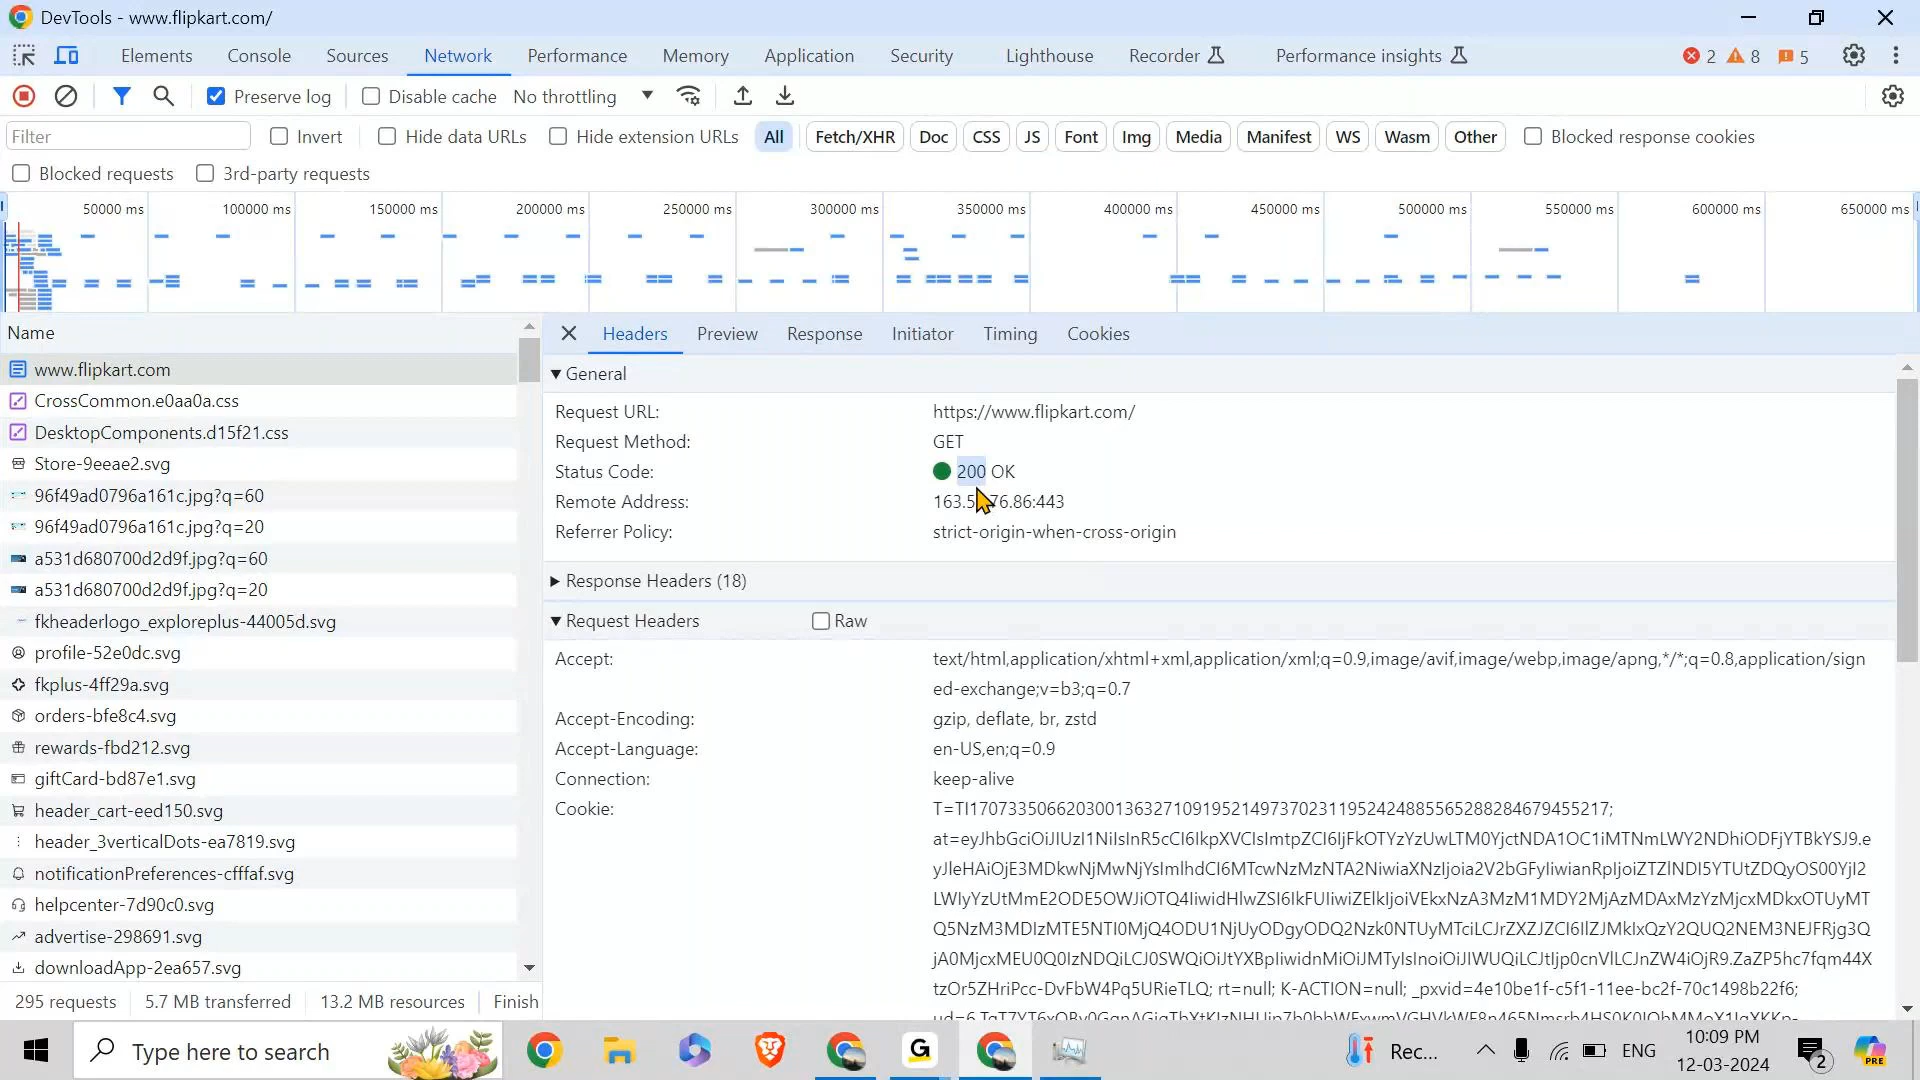 DevTools - www.flipkart.com/
Elements Console Sources Network Performance Memory Application Security Lighthouse Recorder Performance insights 2 8 5
Preserve log Disable cache No throttling
Filter Invert Hide data URLs Hide extension URLs All Fetch/XHR Doc CSS JS Font Img Media Manifest WS Wasm Other Blocked response cookies
Blocked requests 3rd-party requests
50000 ms 100000 ms 150000 ms 200000 ms 250000 ms 300000 ms 350000 ms 400000 ms 450000 ms 500000 ms 550000 ms 600000 ms 650000 ms
Name
www.flipkart.com
CrossCommon.e0aa0a.css
DesktopComponents.d15f21.css
Store-9eeae2.svg
96f49ad0796a161c.jpg?q=60
96f49ad0796a161c.jpg?q=20
a531d680700d2d9f.jpg?q=60
a531d680700d2d9f.jpg?q=20
fkheaderlogo_exploreplus-44005d.svg
profile-52e0dc.svg
fkplus-4ff29a.svg
orders-bfe8c4.svg
rewards-fbd212.svg
giftCard-bd87e1.svg
header_cart-eed150.svg
header_3verticalDots-ea7819.svg
notificationPreferences-cfffaf.svg
helpcenter-7d90c0.svg
advertise-298691.svg
downloadApp-2ea657.svg
295 requests 5.7 MB transferred 13.2 MB resources Finish
Headers Preview Response Initiator Timing Cookies
General
Request URL: https://www.flipkart.com/
Request Method: GET
Status Code: 200 OK
Remote Address:
Referrer Policy: strict-origin-when-cross-origin
Response Headers (18)
Request Headers Raw
Accept: text/html,application/xhtml+xml,application/xml;q=0.9,image/avif,image/webp,image/apng,*/*;q=0.8,application/sign
ed-exchange;v=b3;q=0.7
Accept-Encoding: gzip, deflate, br, zstd
Accept-Language: en-US,en;q=0.9
Connection: keep-alive
Cookie:
rt=null; K-ACTION=null; _pxvid=4e10be1f-c5f1-11ee-bc2f-70c1498b22f6;
Type here to search
G
Rec...
ENG
10:09 PM
12-03-2024
2
PRE